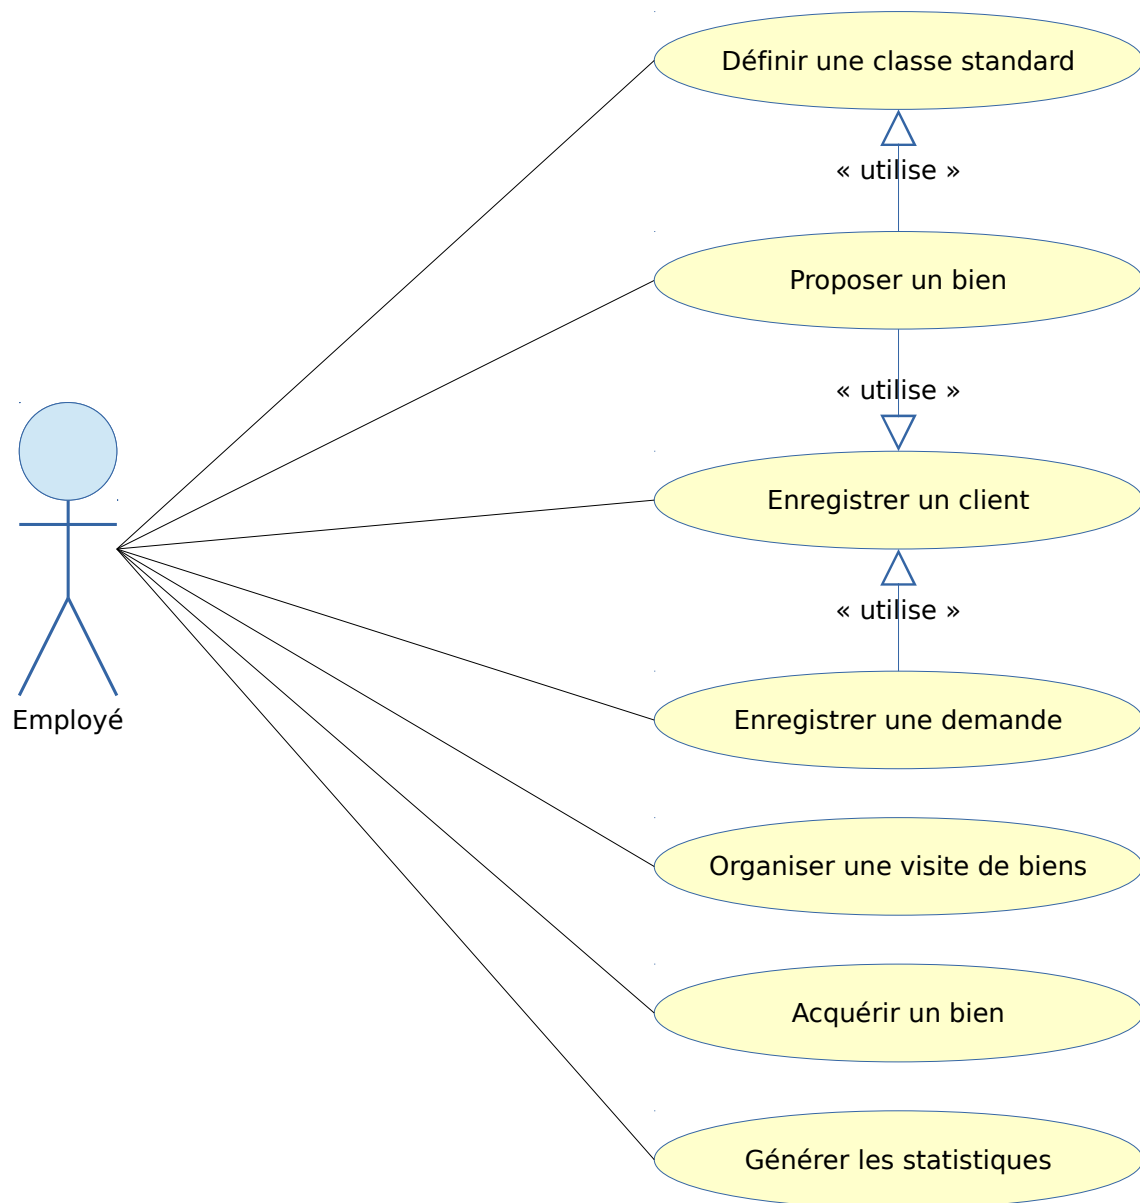 Définir une classe standard
« utilise »
Proposer un bien
« utilise »
Enregistrer un client
« utilise »
Employé
Enregistrer une demande
Organiser une visite de biens
Acquérir un bien
Générer les statistiques